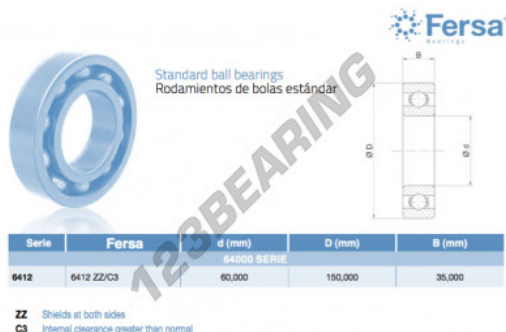 Fersa
Bearings
Standard ball bearings
Rodamientos de bolas estándar
B
Ø D
Ø d
123BEARING
Serie Fersa d (mm) D (mm) B (mm)
64000 SERIE
6412 6412 ZZ/C3 60,000 150,000 35,000
ZZ Shields at both sides
C3 Internal clearance greater than normal